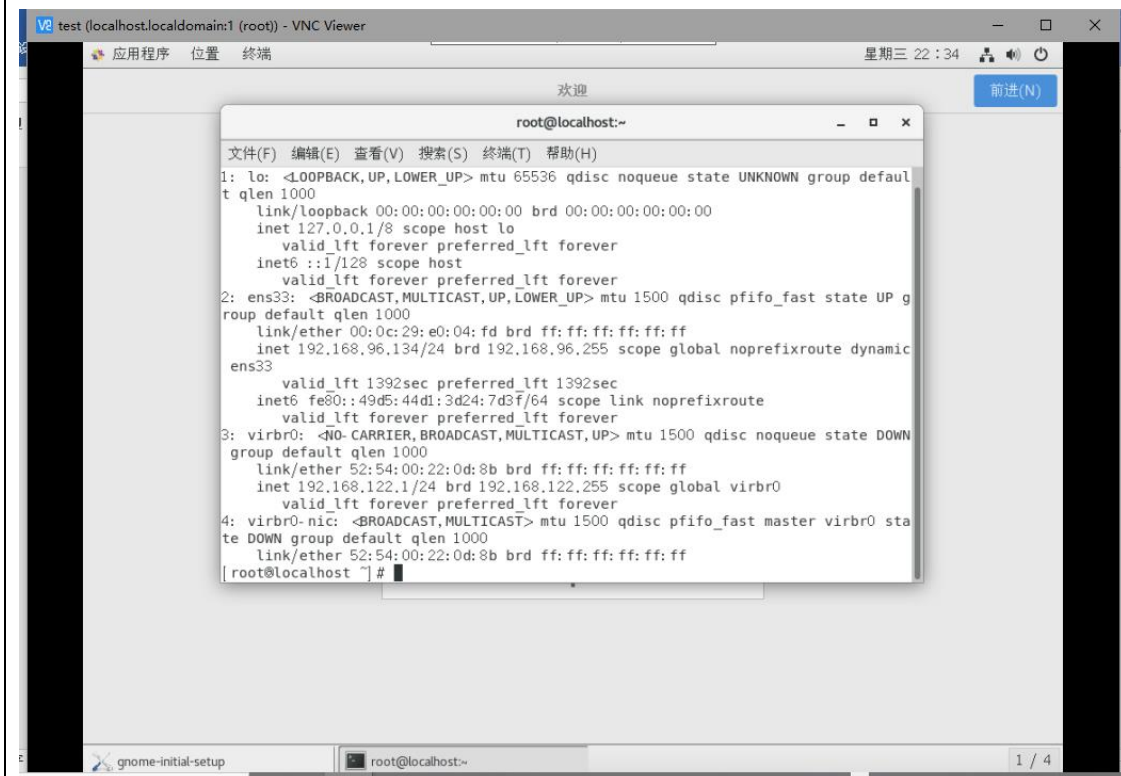 test (localhost.localdomain:1 (root)) - VNC Viewer
应用程序 位置 终端 星期三 22：34
欢迎 前进(N)
root@localhost:~
文件(F) 编辑(E) 查看(V) 搜索(S) 终端(T) 帮助(H)
1: lo: <LOOPBACK,UP,LOWER_UP> mtu 65536 qdisc noqueue state UNKNOWN group defaul
t qlen 1000
link/loopback 00:00:00:00:00:00 brd 00:00:00:00:00:00
inet 127.0.0.1/8 scope host lo
valid_lft forever preferred_lft forever
inet6 ::1/128 scope host
valid_lft forever preferred_lft forever
2: ens33: <BROADCAST,MULTICAST,UP,LOWER_UP> mtu 1500 qdisc pfifo_fast state UP g
roup default qlen 1000
link/ether 00:0c:29:e0:04:fd brd ff:ff:ff:ff:ff:ff
inet 192.168.96.134/24 brd 192.168.96.255 scope global noprefixroute dynamic
ens33
valid_lft 1392sec preferred_lft 1392sec
inet6 fe80::49d5:44d1:3d24:7d3f/64 scope link noprefixroute
valid_lft forever preferred_lft forever
3: virbr0: <NO-CARRIER,BROADCAST,MULTICAST,UP> mtu 1500 qdisc noqueue state DOWN
group default qlen 1000
link/ether 52:54:00:22:0d:8b brd ff:ff:ff:ff:ff:ff
inet 192.168.122.1/24 brd 192.168.122.255 scope global virbr0
valid_lft forever preferred_lft forever
4: virbr0-nic: <BROADCAST,MULTICAST> mtu 1500 qdisc pfifo_fast master virbr0 sta
te DOWN group default qlen 1000
link/ether 52:54:00:22:0d:8b brd ff:ff:ff:ff:ff:ff
[root@localhost ~]#
gnome-initial-setup root@localhost:~ 1 / 4